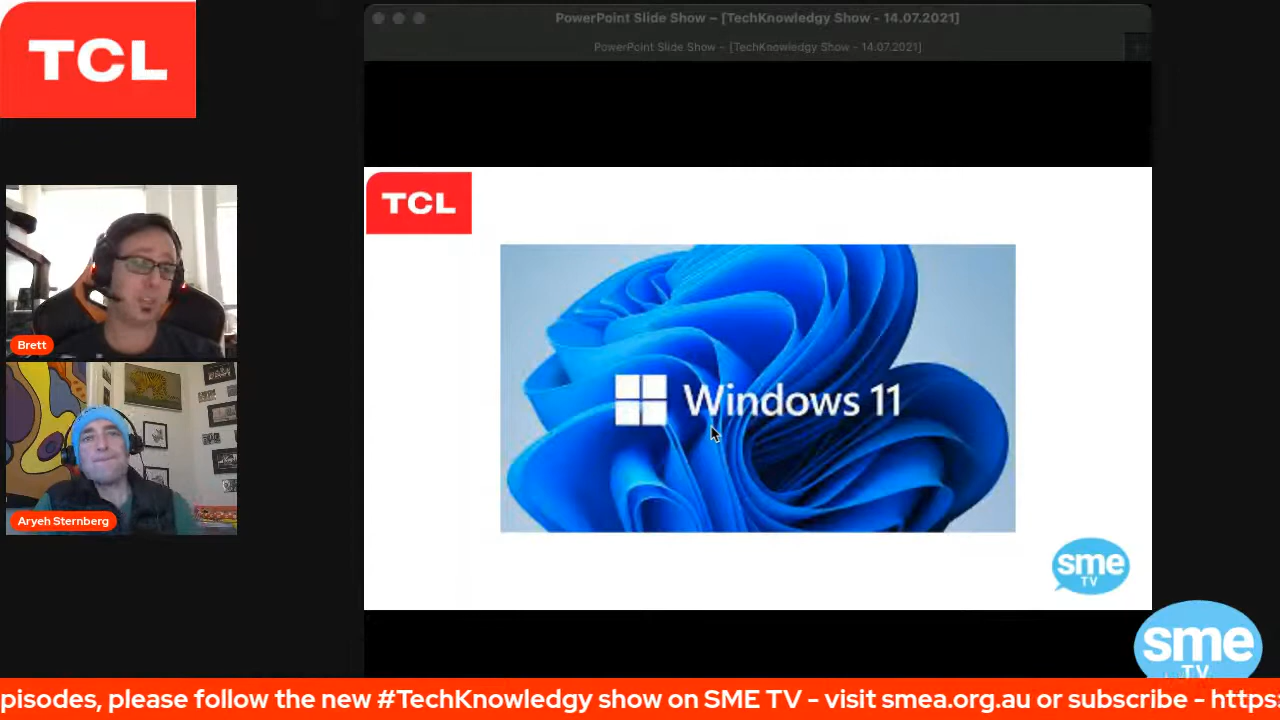 TCL
PowerPoint Slide Show – [TechKnowledgy Show - 14.07.2021]
PowerPoint Slide Show – [TechKnowledgy Show - 14.07.2021]
TCL
Windows 11
Brett
Aryeh Sternberg
sme
TV
sme
TV
pisodes, please follow the new #TechKnowledgy show on SME TV - visit smea.org.au or subscribe - https: